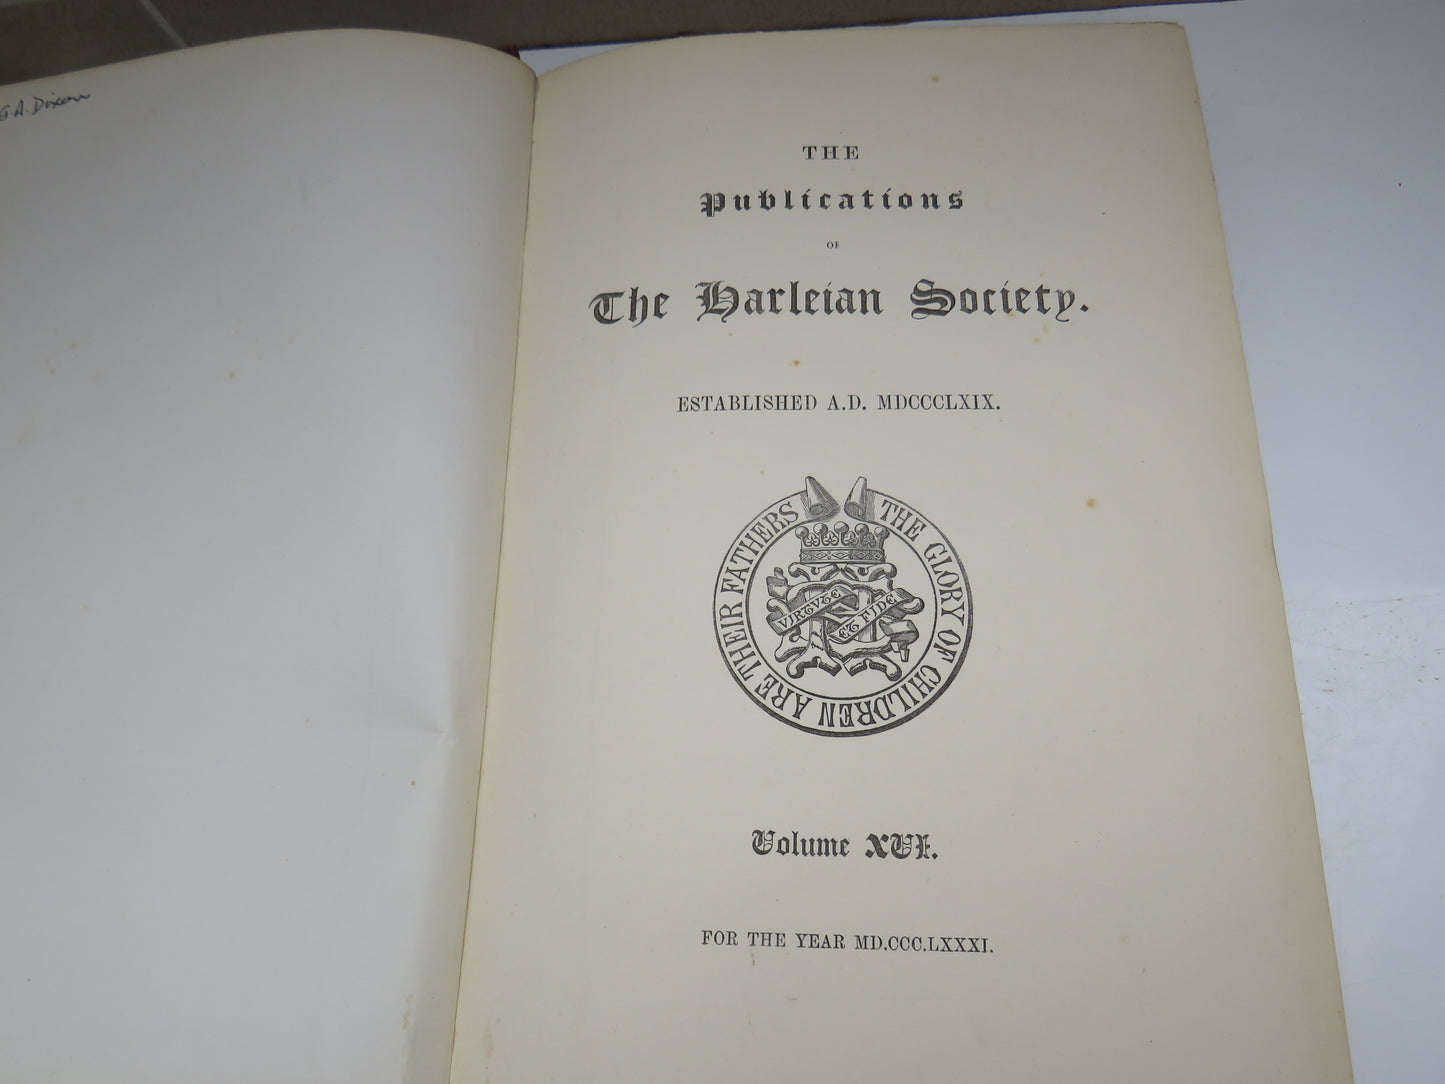 G. A. Dixon
THE
Publications
OF
The Harleian Society.
ESTABLISHED A.D. MDCCCLXIX.
THE GLORY OF CHILDREN ARE THEIR FATHERS
VIRTVTE
ET FIDE
Volume XVI.
FOR THE YEAR MD.CCC.LXXXI.